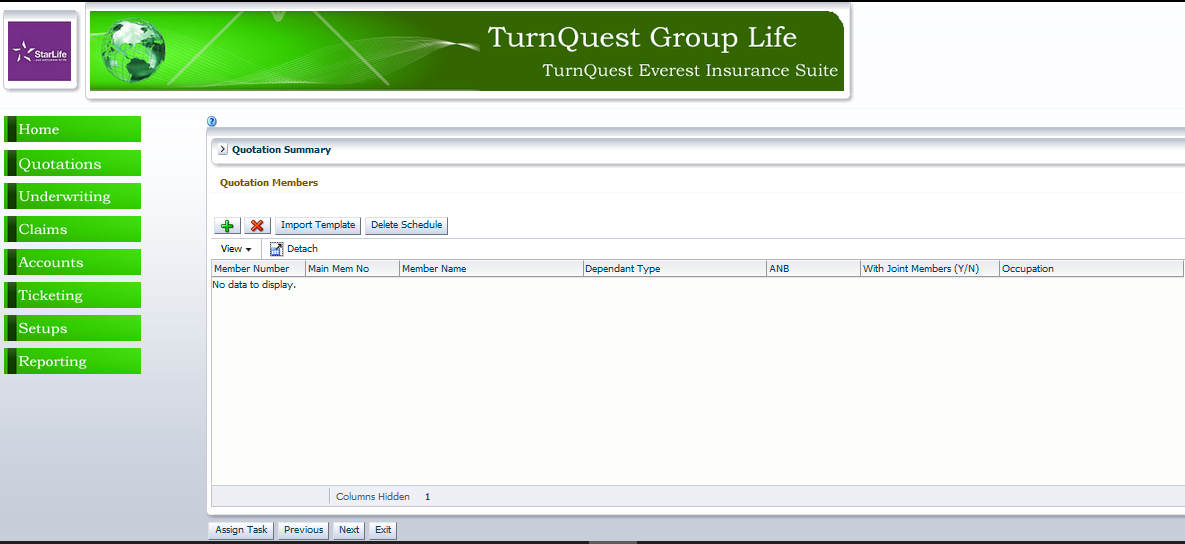 StarLife
TurnQuest Group Life
TurnQuest Everest Insurance Suite
Home
Quotations
Underwriting
Claims
Accounts
Ticketing
Setups
Reporting
?
Quotation Summary
Quotation Members
Import Template Delete Schedule
View Detach
Member Number Main Mem No Member Name Dependant Type ANB With Joint Members (Y/N) Occupation
No data to display.
Columns Hidden 1
Assign Task Previous Next Exit